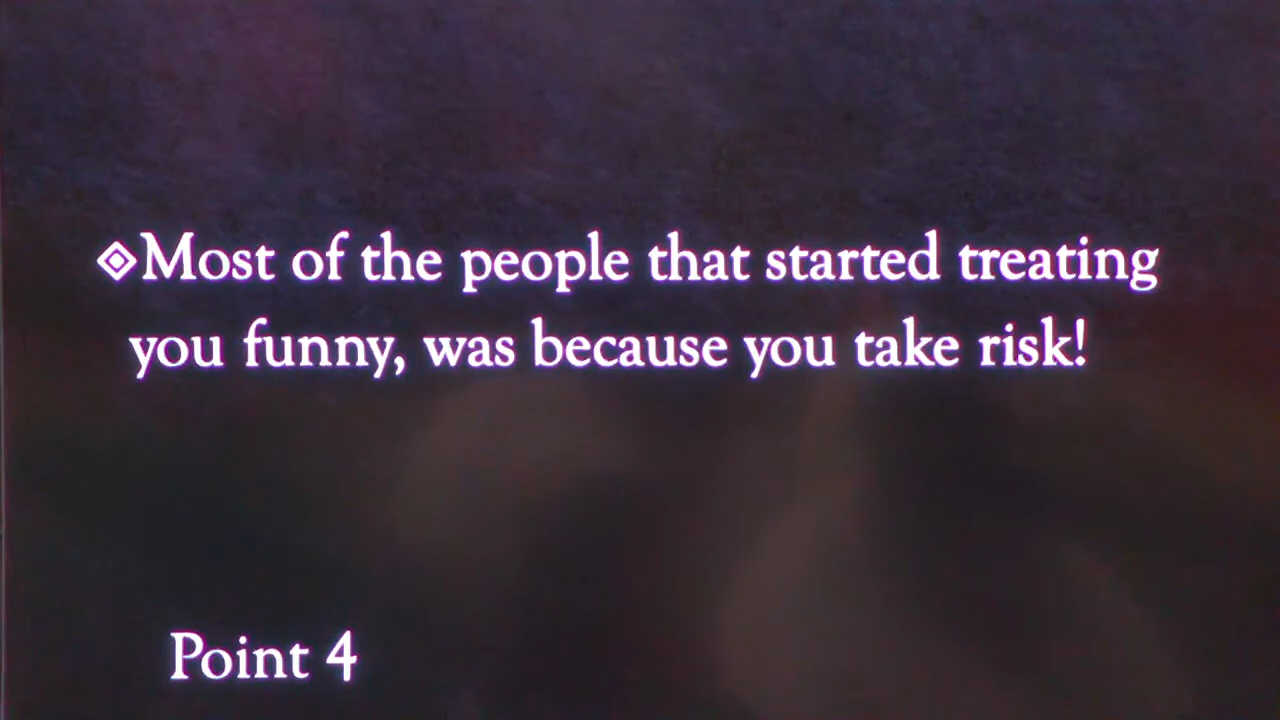 ◈Most of the people that started treating
you funny, was because you take risk!
Point 4